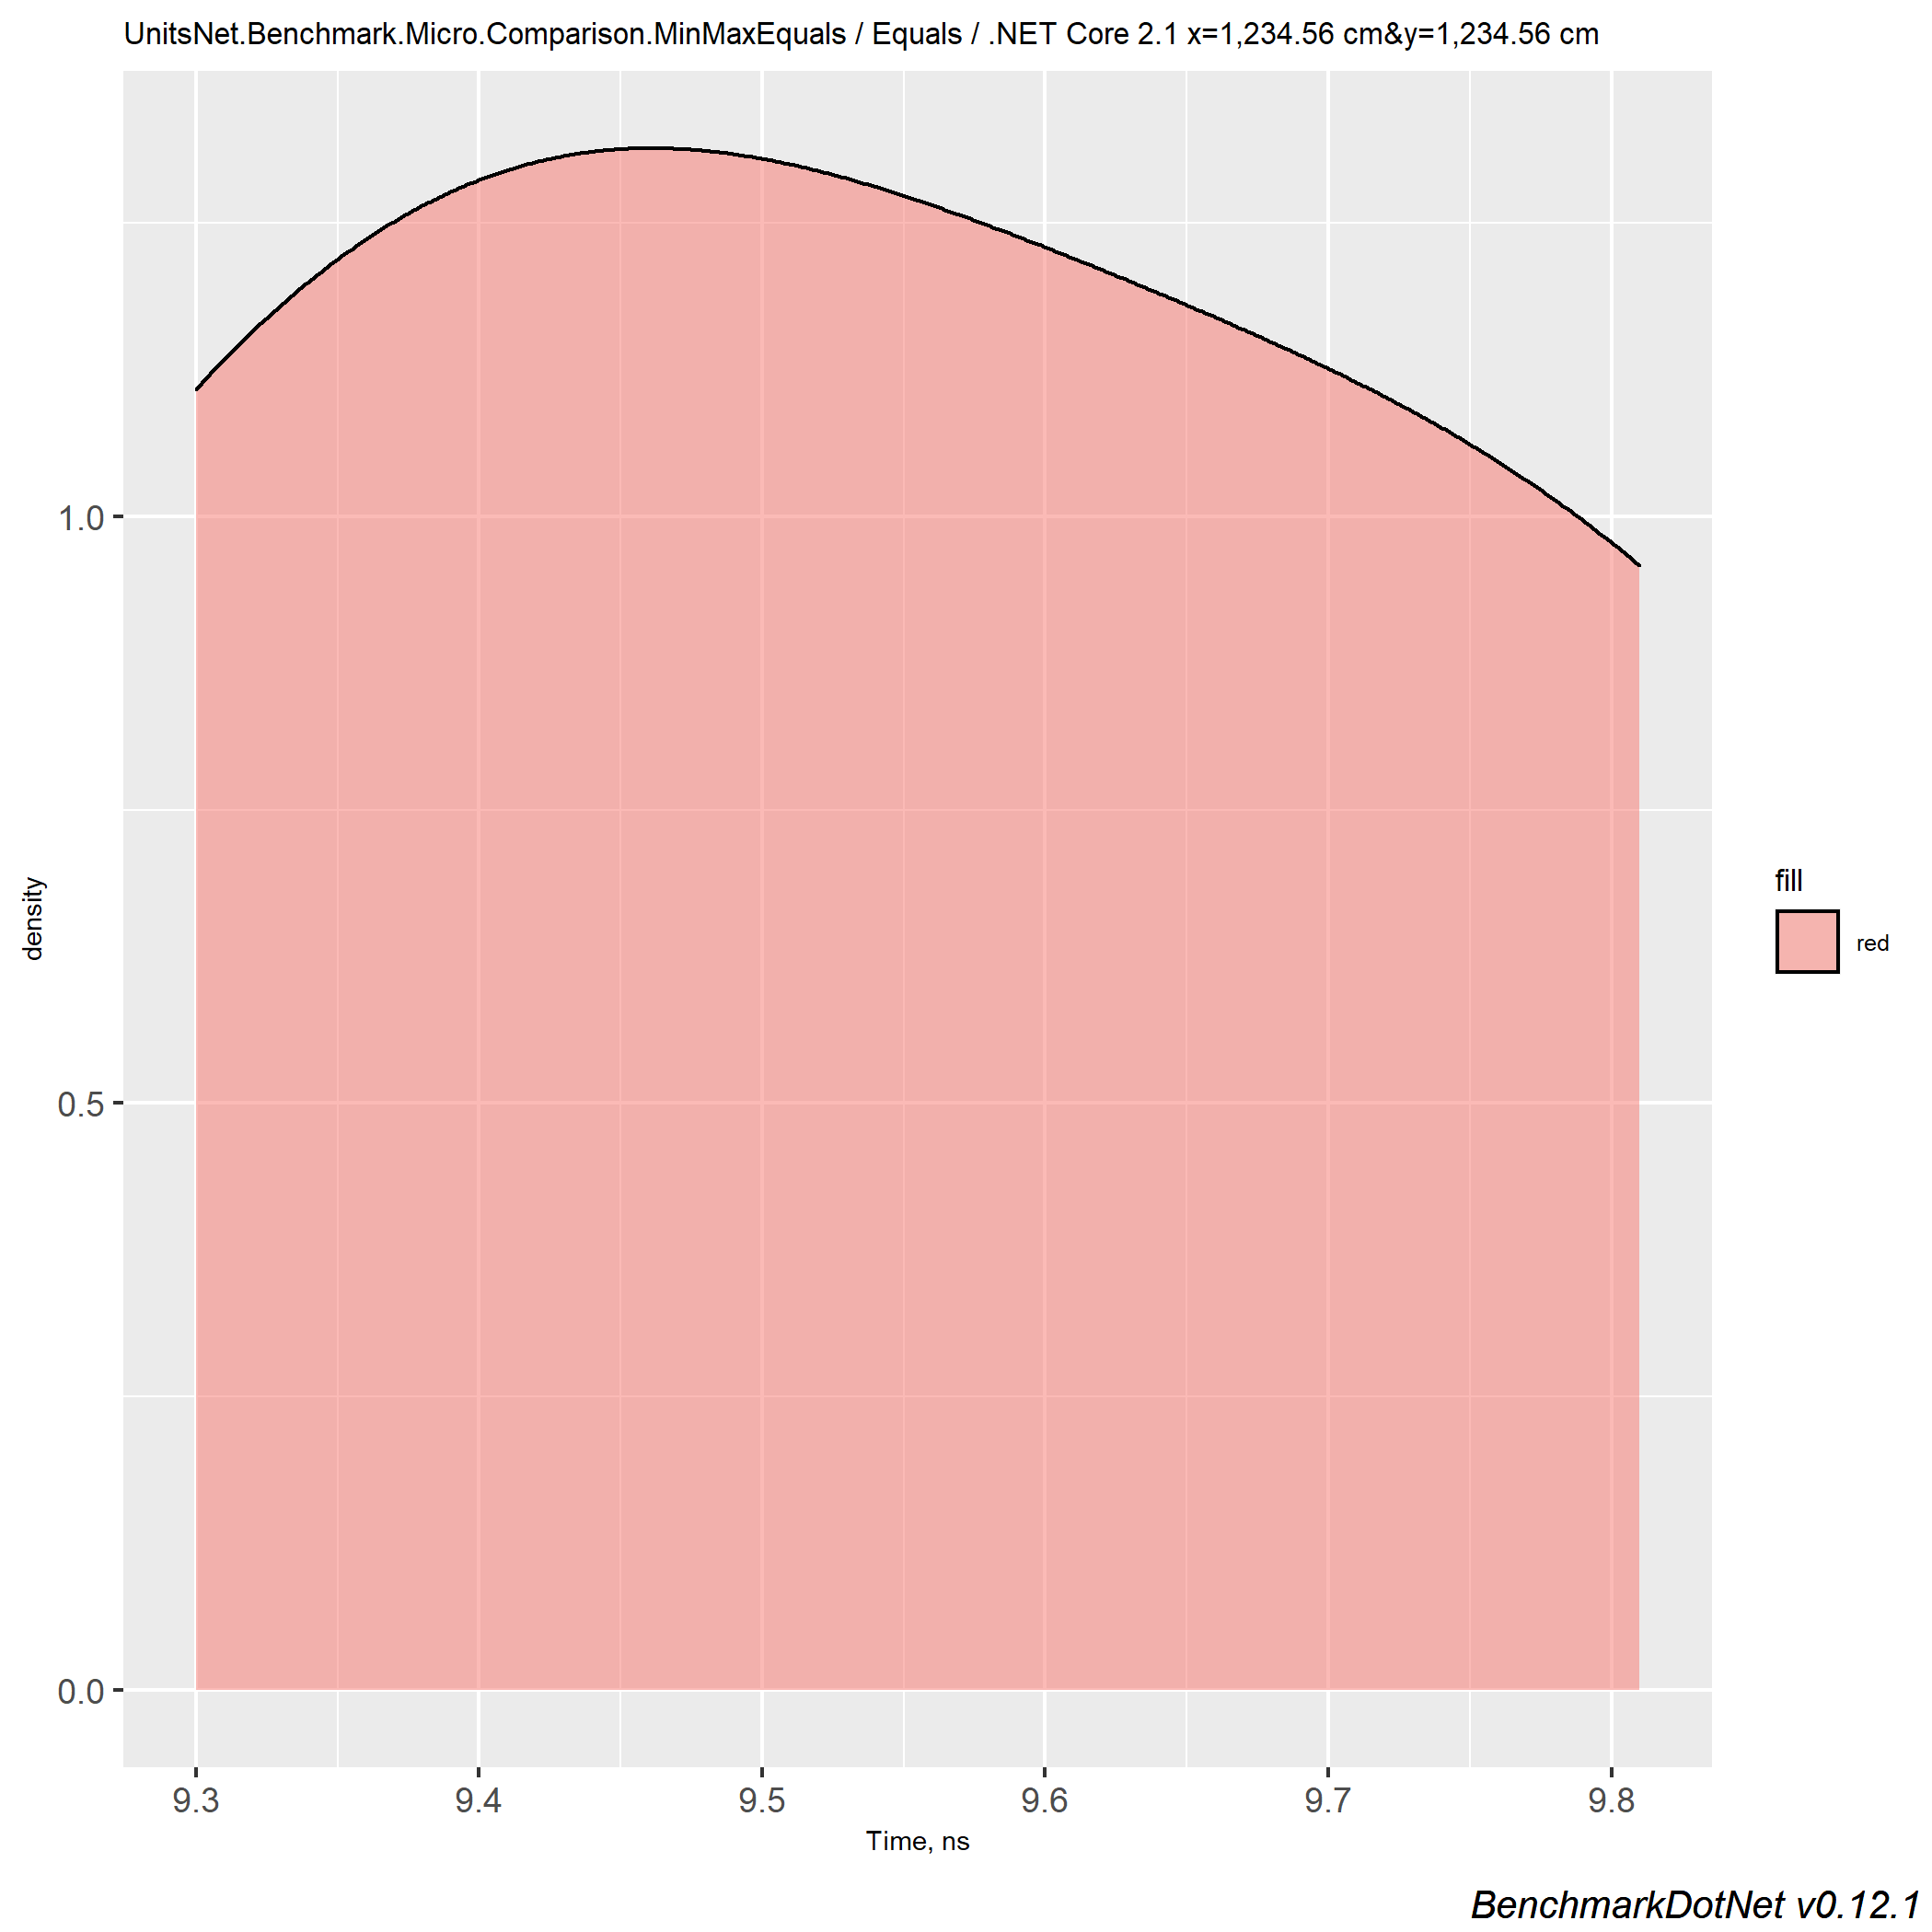 UnitsNet.Benchmark.Micro.Comparison.MinMaxEquals / Equals / .NET Core 2.1 x=1,234.56 cm&y=1,234.56 cm
1.0
0.5
0.0
density
9.3 9.4 9.5 9.6 9.7 9.8
Time, ns
fill
red
BenchmarkDotNet v0.12.1